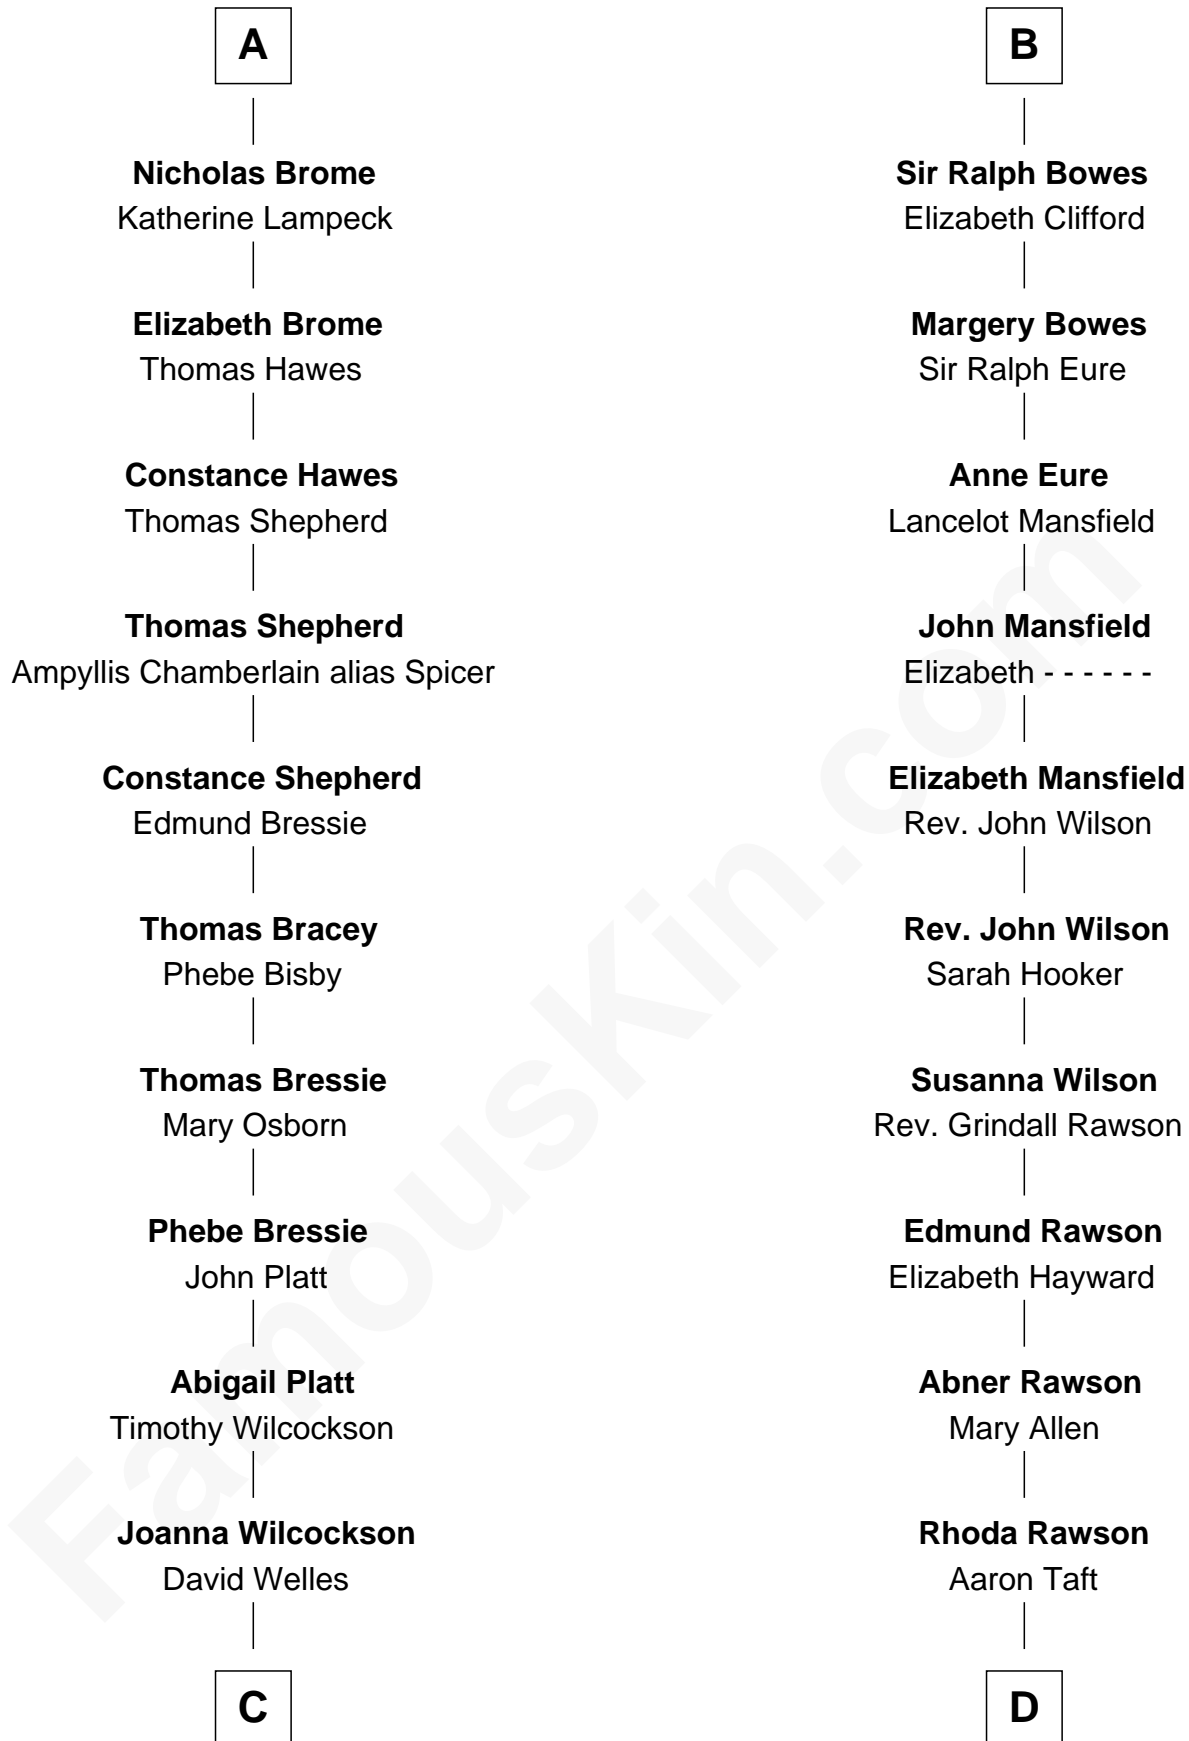 A
Nicholas Brome
Katherine Lampeck
Elizabeth Brome
Thomas Hawes
Constance Hawes
Thomas Shepherd
Thomas Shepherd
Ampyllis Chamberlain alias Spicer
Constance Shepherd
Edmund Bressie
Thomas Bracey
Phebe Bisby
Thomas Bressie
Mary Osborn
Phebe Bressie
John Platt
Abigail Platt
Timothy Wilcockson
Joanna Wilcockson
David Welles
C
B
Sir Ralph Bowes
Elizabeth Clifford
Margery Bowes
Sir Ralph Eure
Anne Eure
Lancelot Mansfield
John Mansfield
Elizabeth - - - - - -
Elizabeth Mansfield
Rev. John Wilson
Rev. John Wilson
Sarah Hooker
Susanna Wilson
Rev. Grindall Rawson
Edmund Rawson
Elizabeth Hayward
Abner Rawson
Mary Allen
Rhoda Rawson
Aaron Taft
D
FamousKin.com